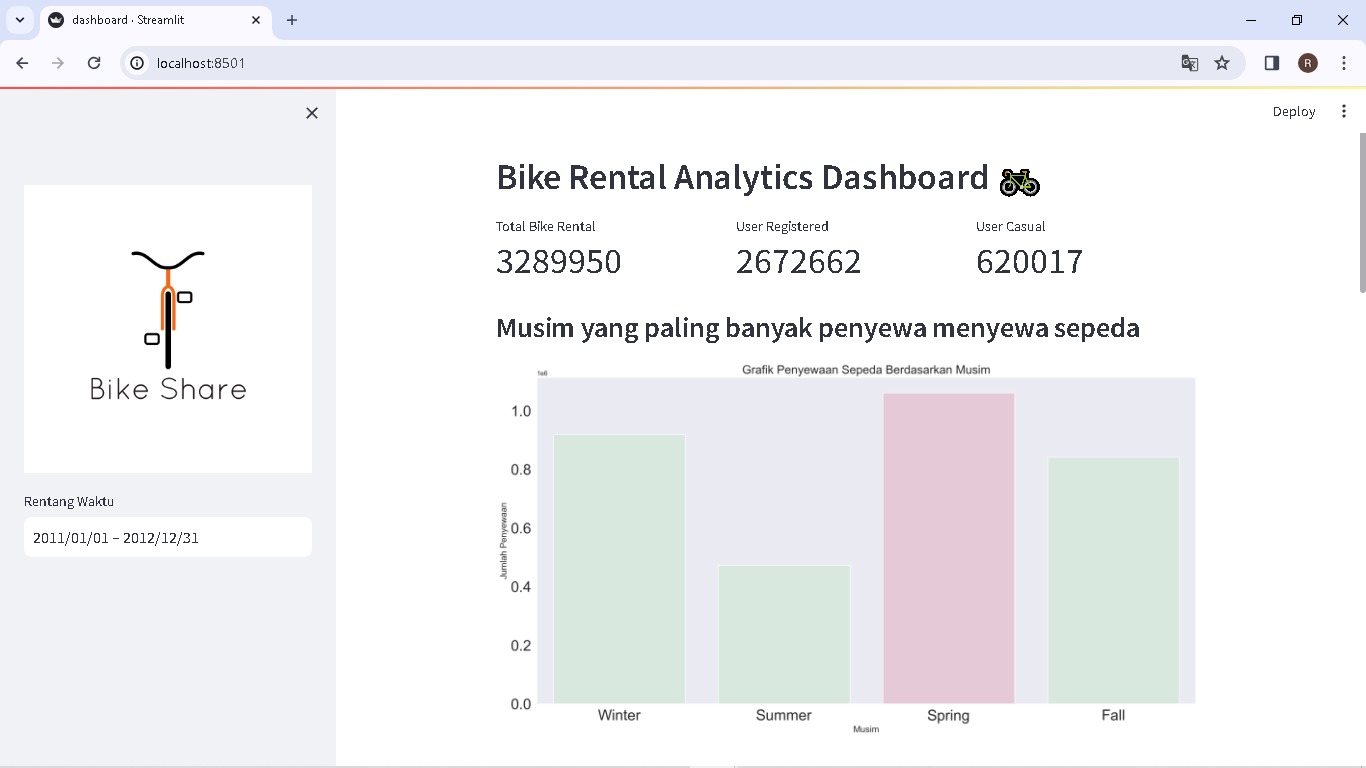 dashboard · Streamlit
localhost:8501
R
Deploy
Bike Share
Rentang Waktu
2011/01/01 – 2012/12/31
Bike Rental Analytics Dashboard
Total Bike Rental
User Registered
User Casual
3289950
2672662
620017
Musim yang paling banyak penyewa menyewa sepeda
Grafik Penyewaan Sepeda Berdasarkan Musim
1e6
1.0
0.8
0.6
0.4
0.2
0.0
Jumlah Penyewaan
Winter
Summer
Spring
Fall
Musim